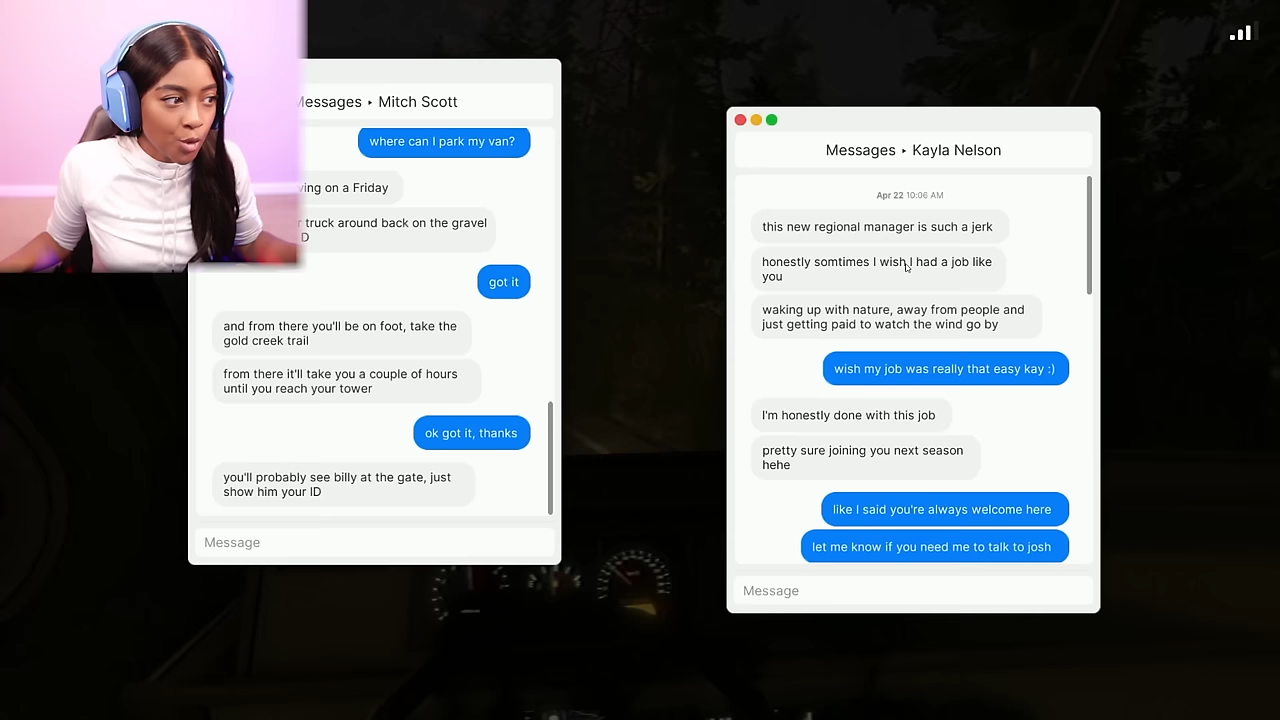 Messages ▸ Mitch Scott
where can I park my van?
ving on a Friday
truck around back on the gravel
D
got it
and from there you'll be on foot, take the
gold creek trail
from there it'll take you a couple of hours
until you reach your tower
ok got it, thanks
you'll probably see billy at the gate, just
show him your ID
Message
Messages ▸ Kayla Nelson
Apr 22 10:06 AM
this new regional manager is such a jerk
honestly somtimes I wish I had a job like
you
waking up with nature, away from people and
just getting paid to watch the wind go by
wish my job was really that easy kay :)
I'm honestly done with this job
pretty sure joining you next season
hehe
like I said you're always welcome here
let me know if you need me to talk to josh
Message